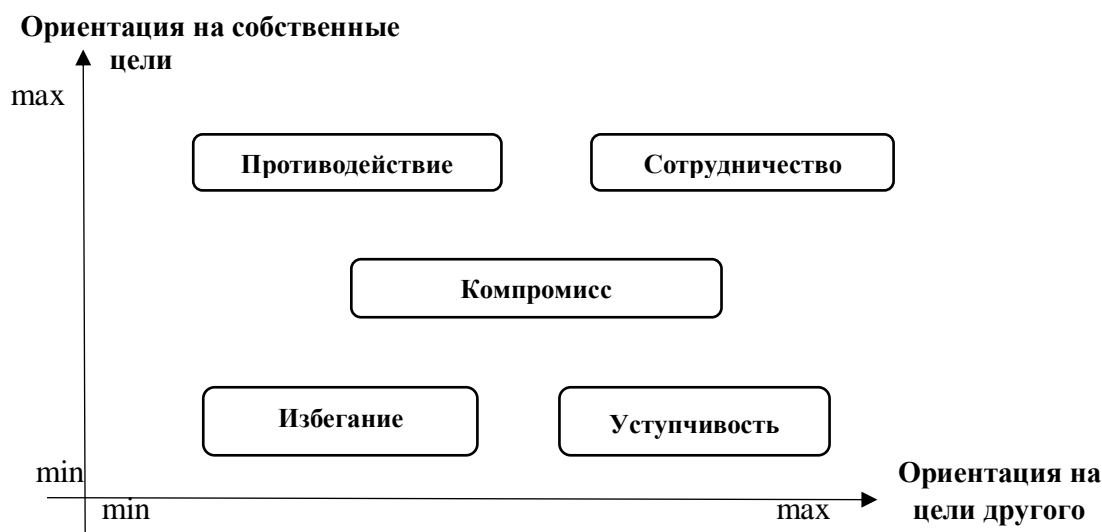 Ориентация на собственные
цели
max
Противодействие
Сотрудничество
Компромисс
Избегание
Уступчивость
min
min
max
Ориентация на
цели другого